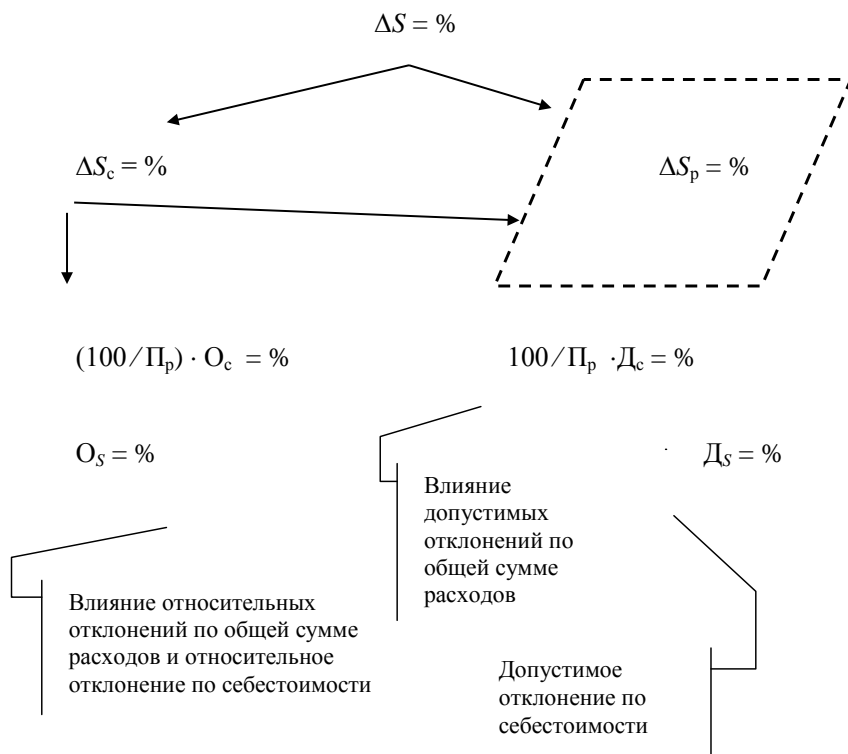 ΔS = %
ΔSс = %
ΔSр = %
(100 ∕ Пр) · Ос = %
100 ∕ Пр ·Дс = %
ОS = %
ДS = %
Влияние
допустимых
отклонений по
общей сумме
расходов
Влияние относительных
отклонений по общей сумме
расходов и относительное
отклонение по себестоимости
Допустимое
отклонение по
себестоимости